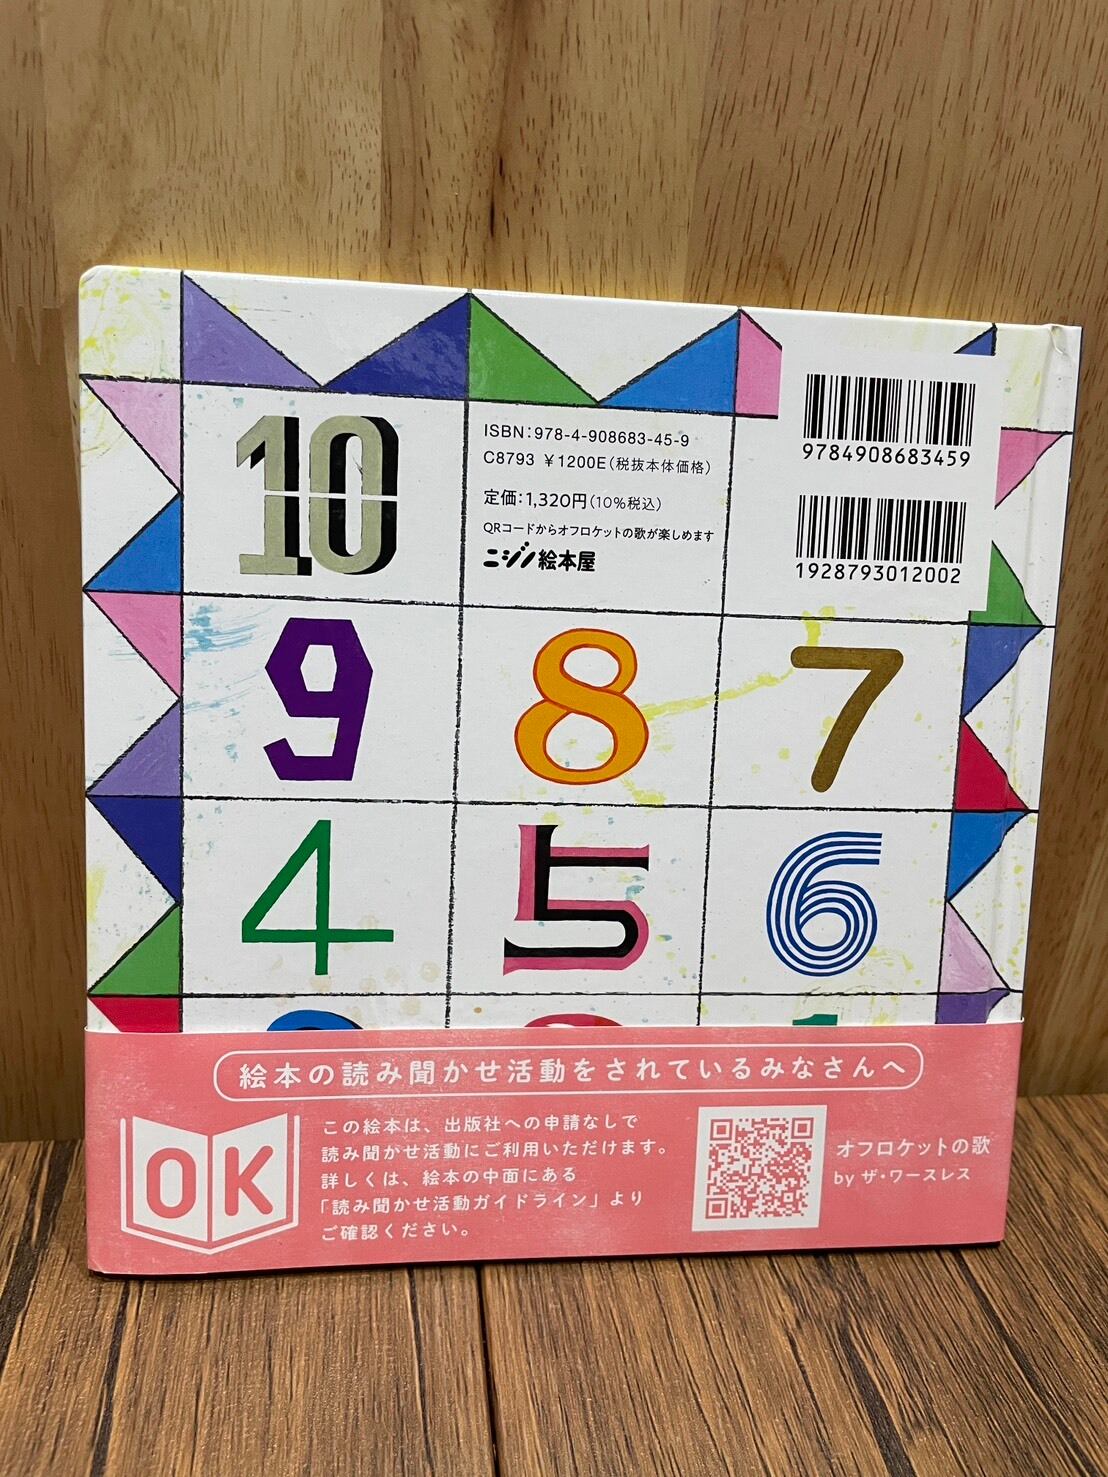 10
ISBN:978-4-908683-45-9
C8793 ¥1200E(税抜本体価格)
定価:1,320円(10%税込)
QRコードからオフロケットの歌が楽しめます
ニジノ絵本屋
9784908683459
1928793012002
9 8 7
4 5 6
絵本の読み聞かせ活動をされているみなさんへ
OK
この絵本は、出版社への申請なしで
読み聞かせ活動にご利用いただけます。
詳しくは、絵本の中面にある
「読み聞かせ活動ガイドライン」より
ご確認ください。
オフロケットの歌
by ザ・ワースレス